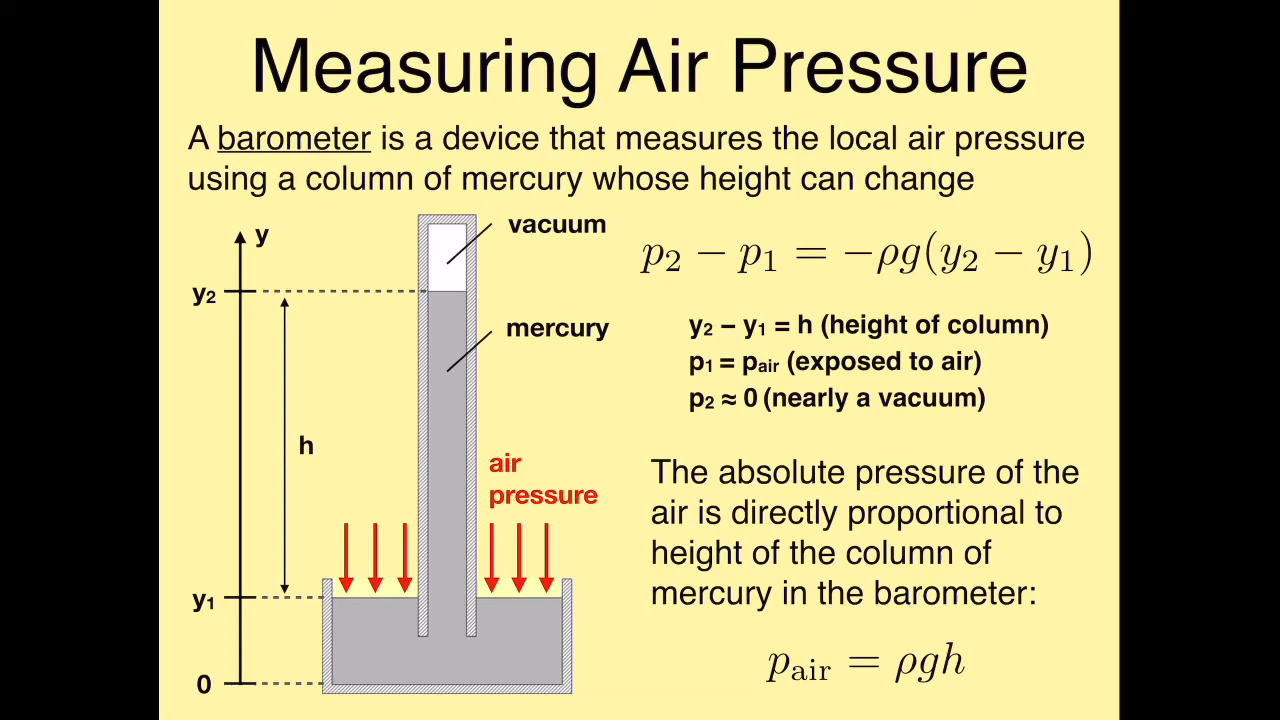 Measuring Air Pressure
A barometer is a device that measures the local air pressure
using a column of mercury whose height can change
y
vacuum
y₂
mercury
h
air
pressure
y₁
0
p₂ − p₁ = −ρg(y₂ − y₁)
y₂ – y₁ = h (height of column)
p₁ = pair (exposed to air)
p₂ ≈ 0 (nearly a vacuum)
The absolute pressure of the
air is directly proportional to
height of the column of
mercury in the barometer:
pair = ρgh